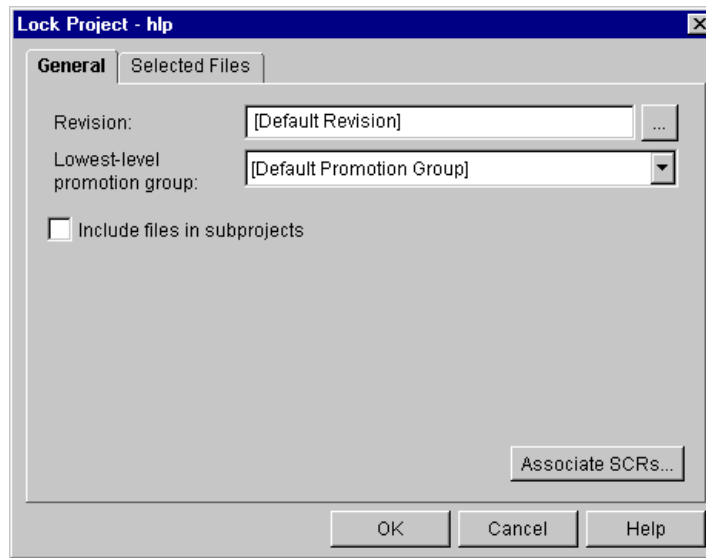 Lock Project - hlp
General
Selected Files
Revision:
[Default Revision]
...
Lowest-level
promotion group:
[Default Promotion Group]
Include files in subprojects
Associate SCRs...
OK
Cancel
Help